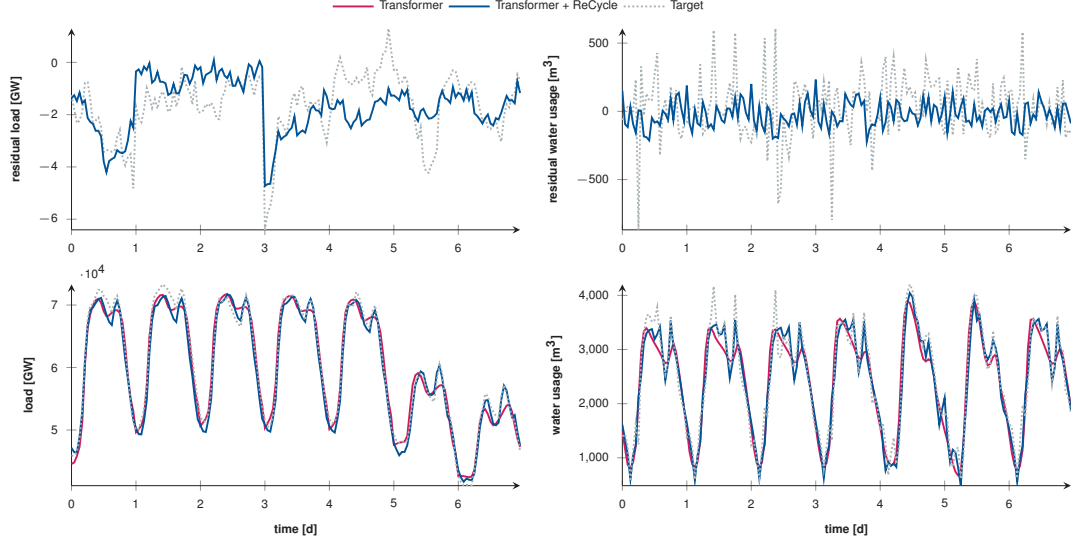 Transformer Transformer + ReCycle Target
residual load [GW]
0
−2
−4
−6
0 1 2 3 4 5 6
residual water usage [m³]
500
0
−500
0 1 2 3 4 5 6
·10⁴
load [GW]
7
6
5
0 1 2 3 4 5 6
time [d]
water usage [m³]
4,000
3,000
2,000
1,000
0 1 2 3 4 5 6
time [d]